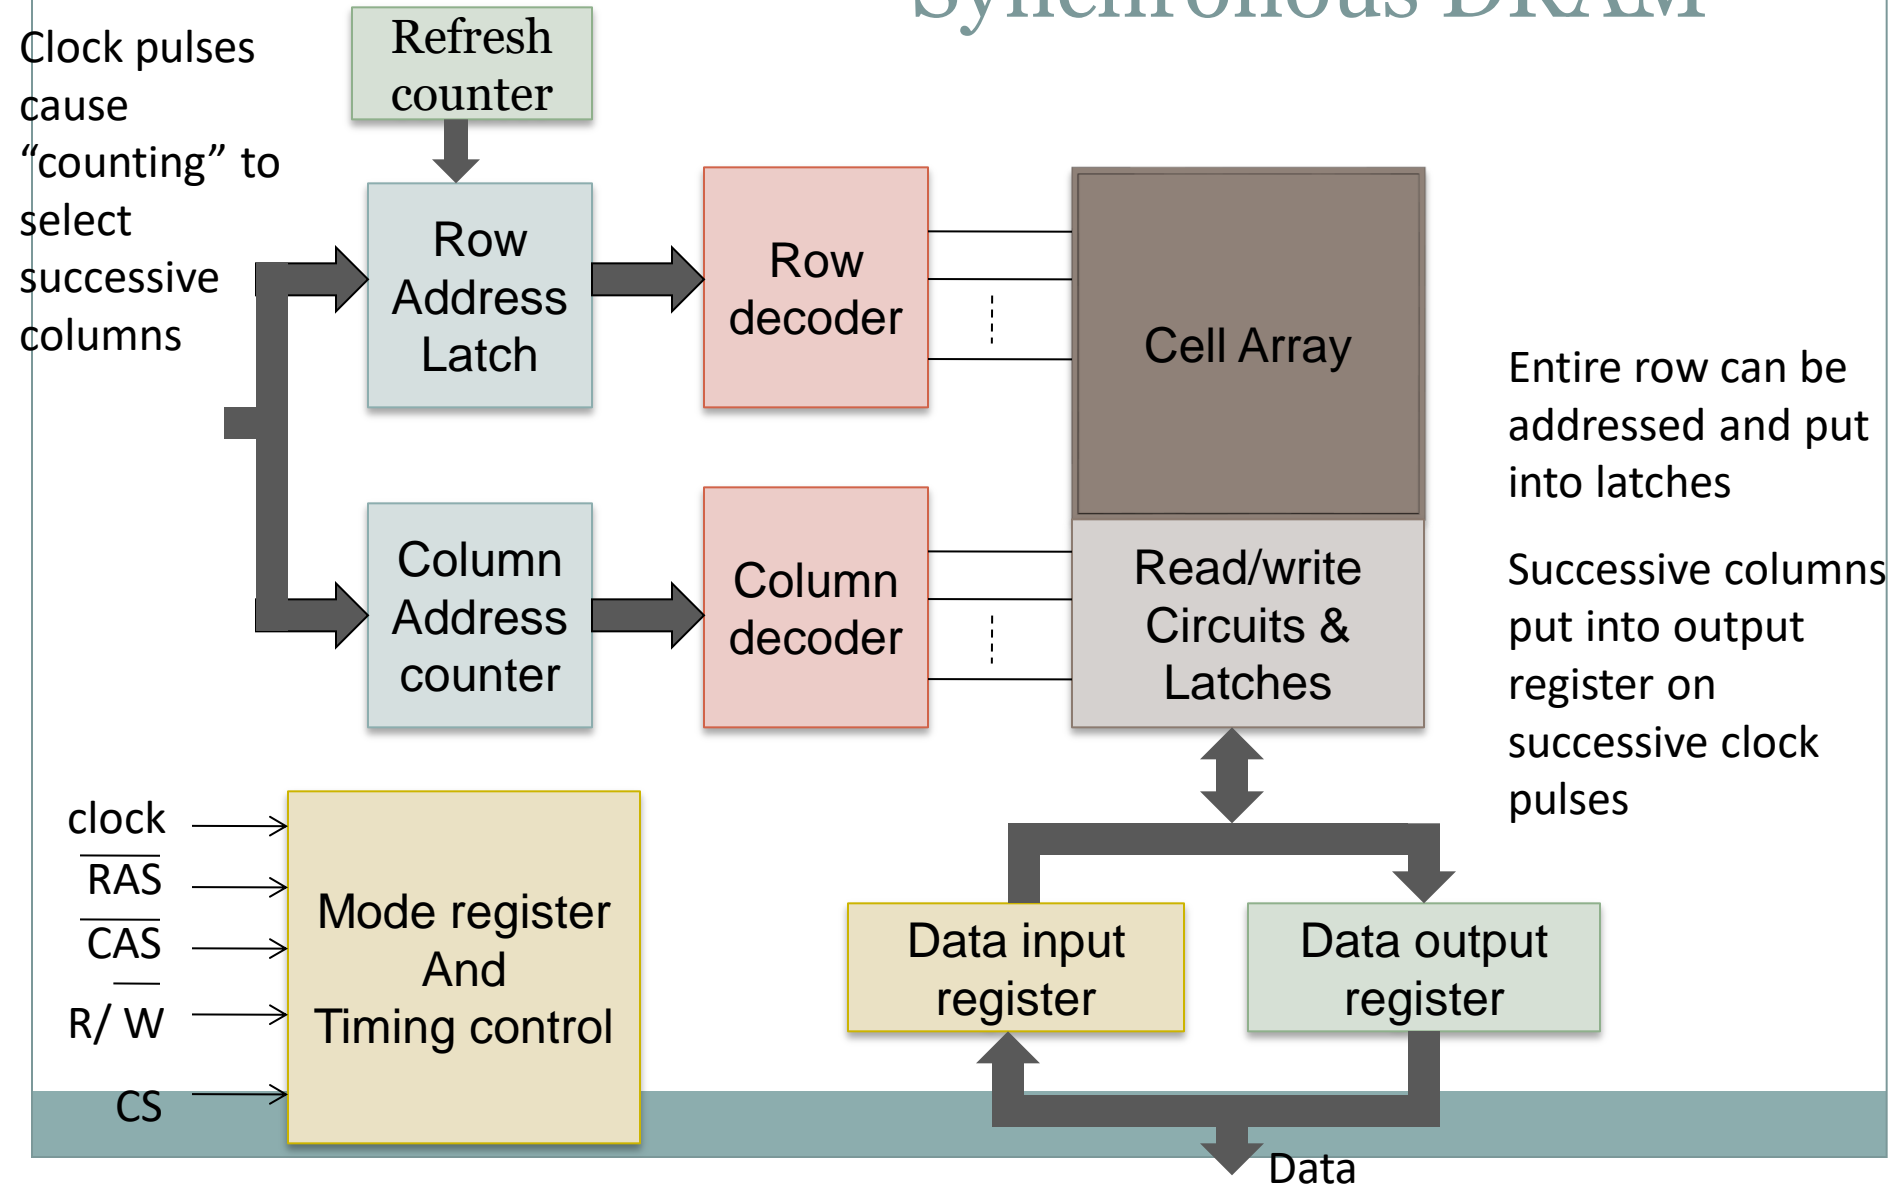 Synchronous DRAM
Clock pulses
cause
“counting” to
select
successive
columns
Refresh
counter
Row
Address
Latch
Row
decoder
Cell Array
Entire row can be
addressed and put
into latches
Column
Address
counter
Column
decoder
Read/write
Circuits &
Latches
Successive columns
put into output
register on
successive clock
pulses
clock
R̅A̅S̅
C̅A̅S̅
R/ W̅
CS
Mode register
And
Timing control
Data input
register
Data output
register
Data